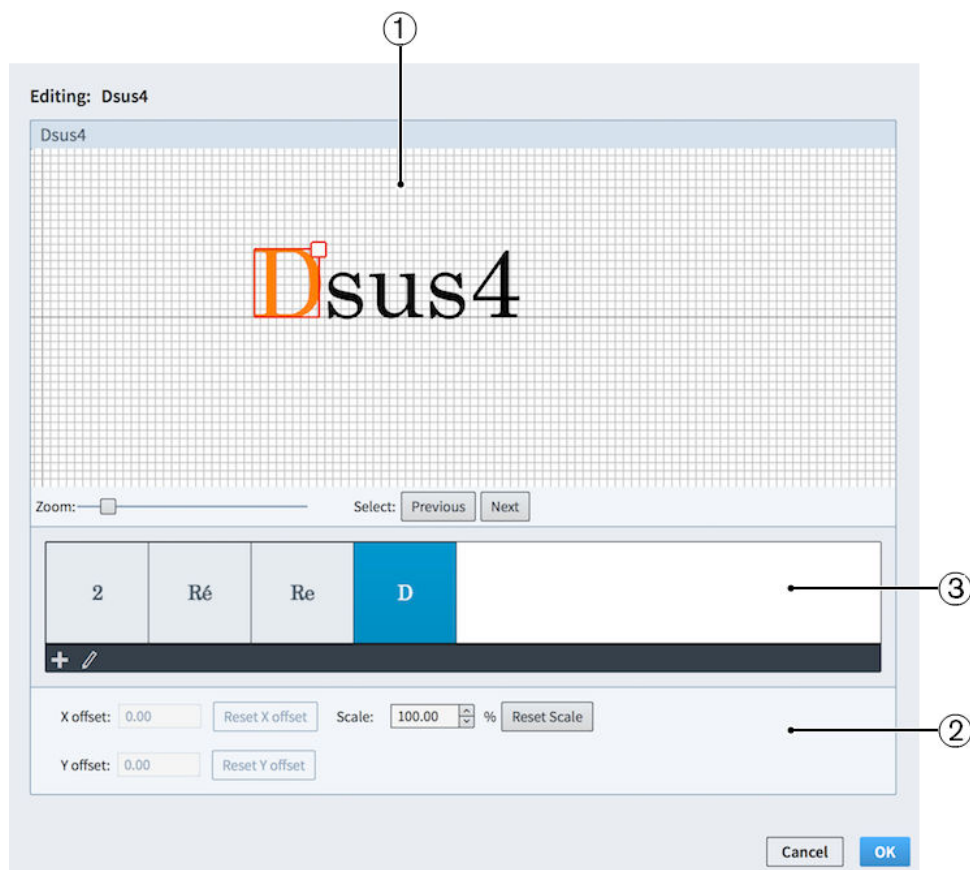 ①
Editing: Dsus4
Dsus4
Dsus4
Zoom: Select: Previous Next
2 Ré Re D
③
X offset: 0.00 Reset X offset Scale: 100.00 % Reset Scale
②
Y offset: 0.00 Reset Y offset
Cancel OK